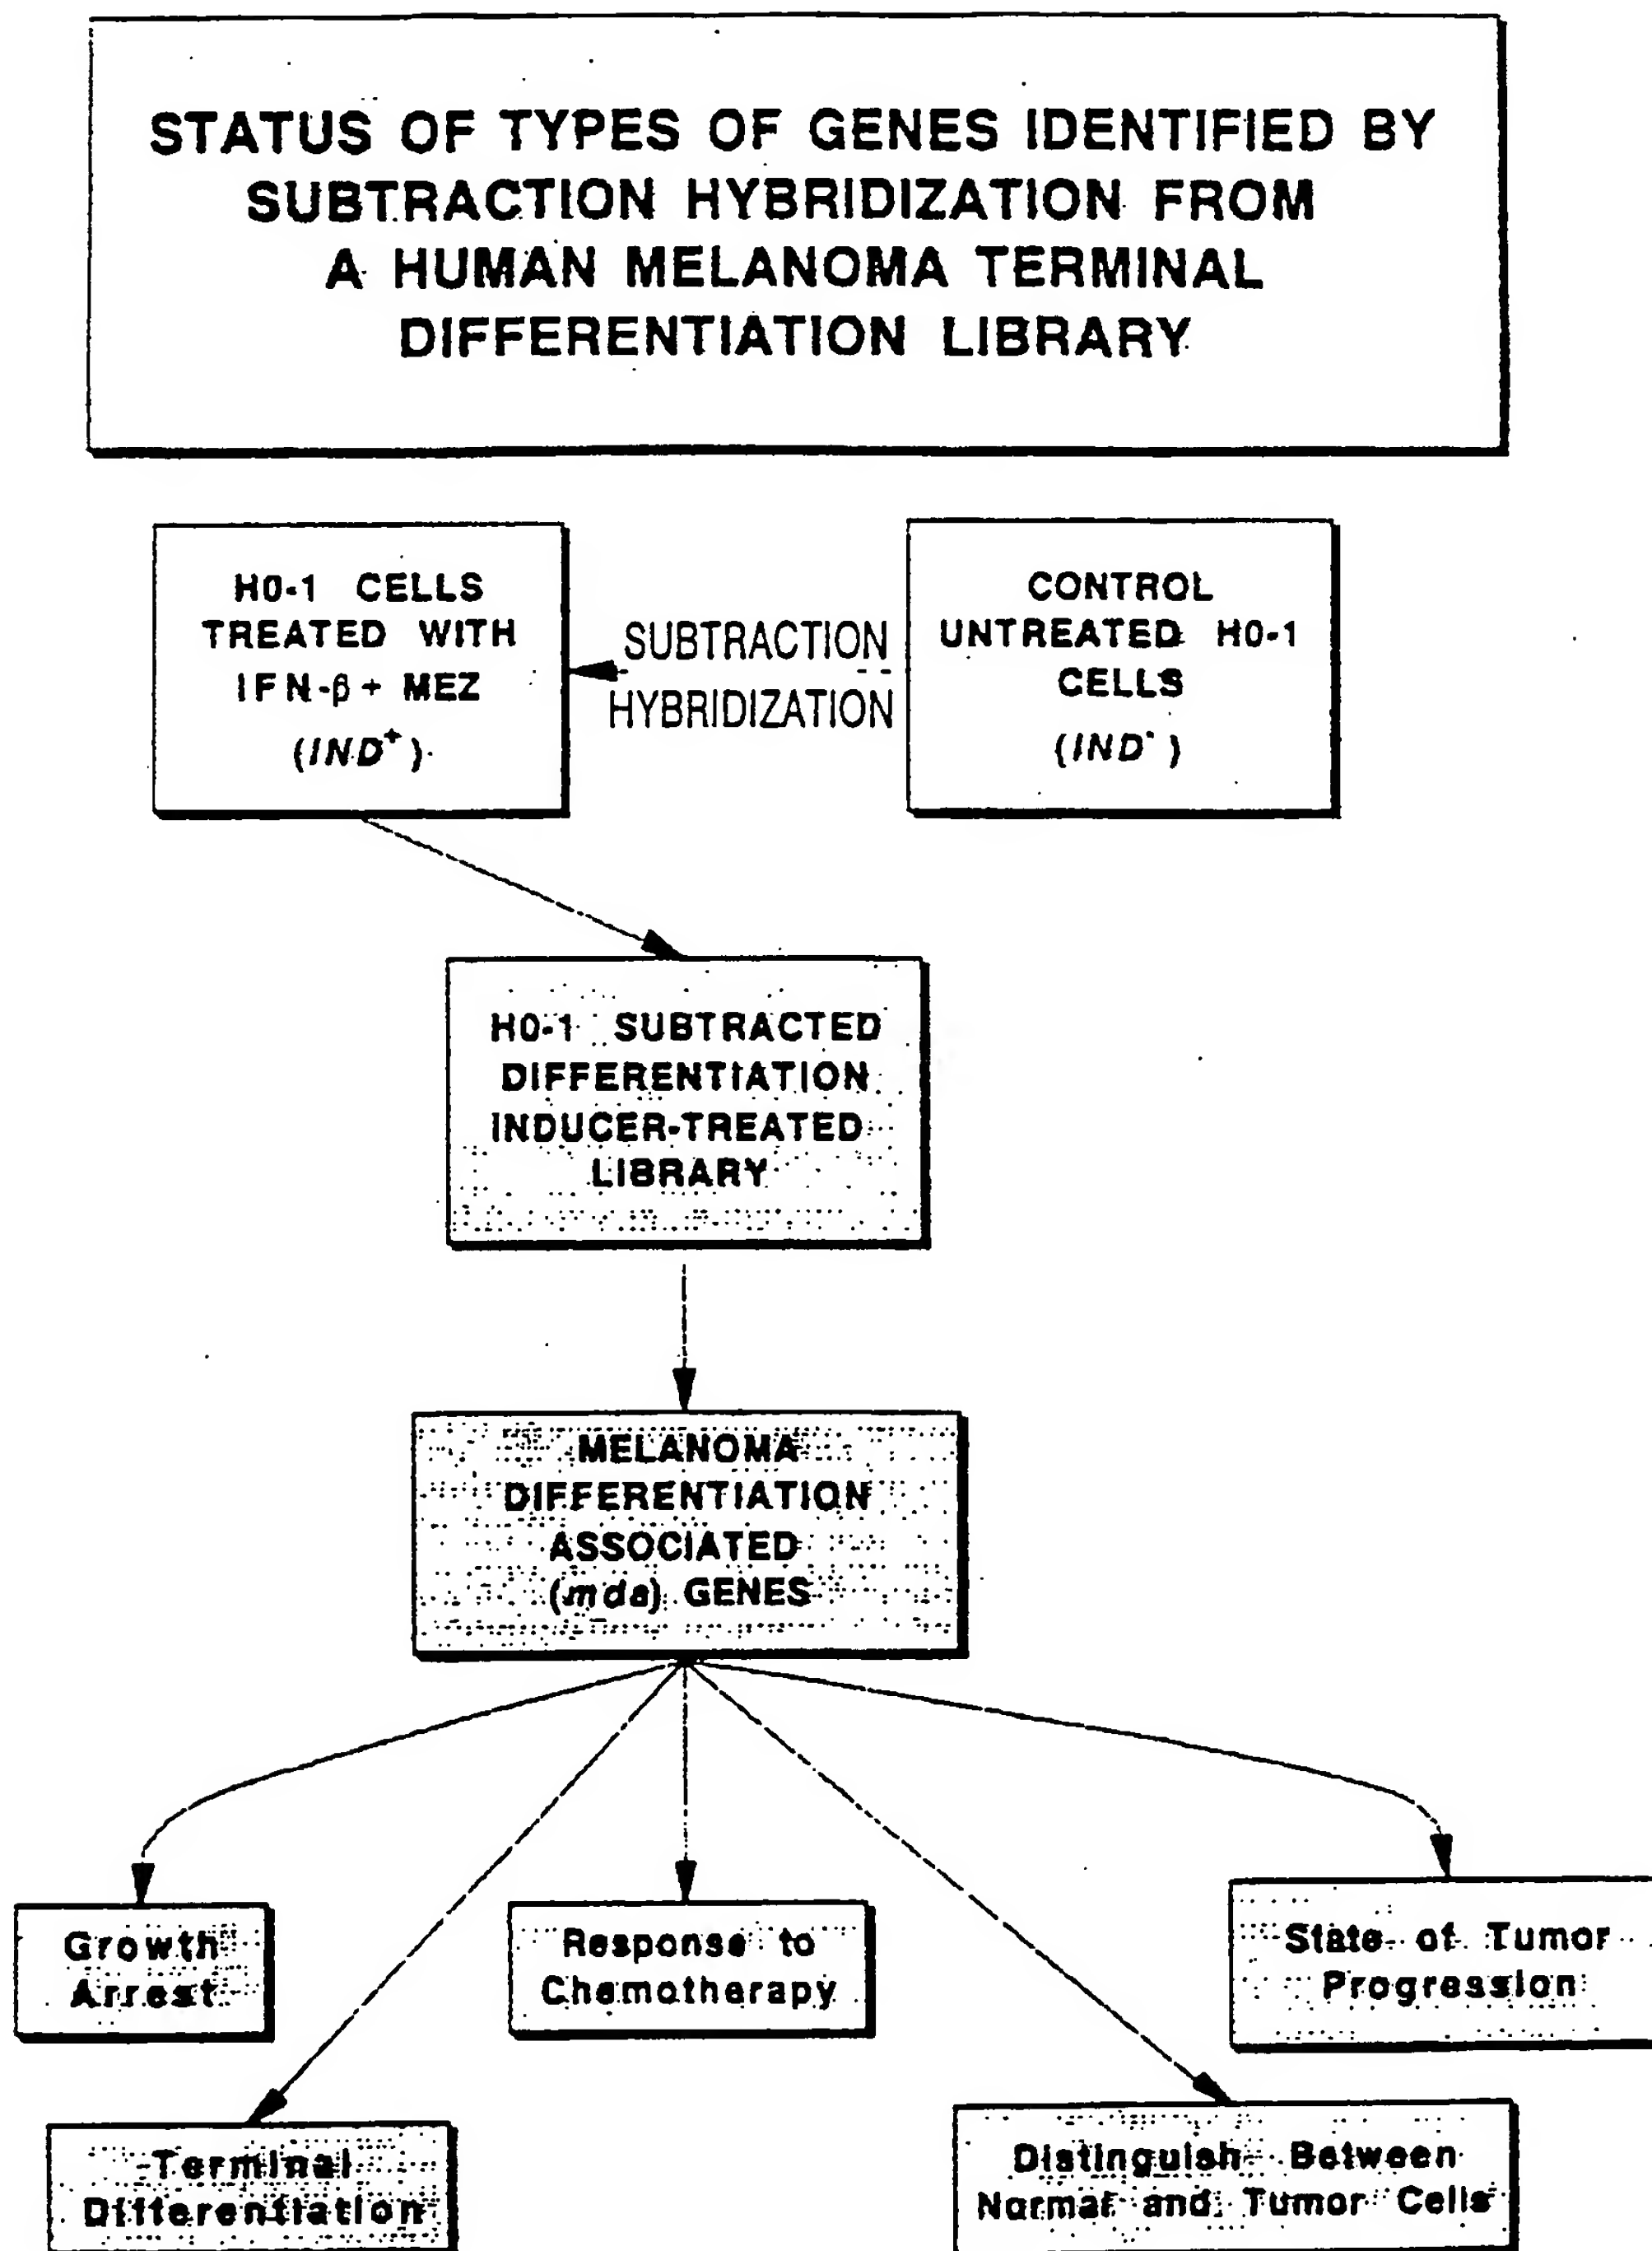 STATUS OF TYPES OF GENES IDENTIFIED BY
SUBTRACTION HYBRIDIZATION FROM
A HUMAN MELANOMA TERMINAL
DIFFERENTIATION LIBRARY
H0-1 CELLS
TREATED WITH
IFN-β + MEZ
(IND⁺)
SUBTRACTION
HYBRIDIZATION
CONTROL
UNTREATED H0-1
CELLS
(IND⁻)
H0-1 SUBTRACTED
DIFFERENTIATION
INDUCER-TREATED
LIBRARY
MELANOMA
DIFFERENTIATION
ASSOCIATED
(mda) GENES
Growth
Arrest
Response to
Chemotherapy
State of Tumor
Progression
Terminal
Differentiation
Distinguish Between
Normal and Tumor Cells